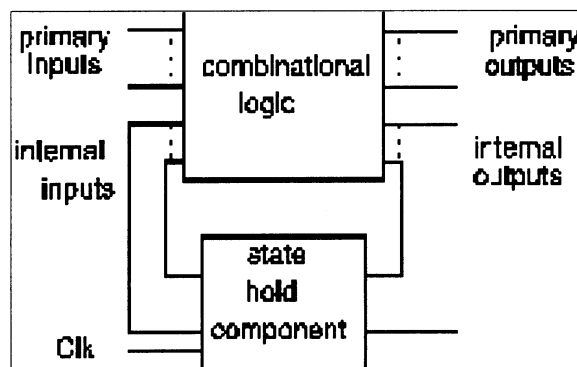 primary
Inputs
combinational
logic
primary
outputs
internal
inputs
internal
outputs
state
hold
component
Clk